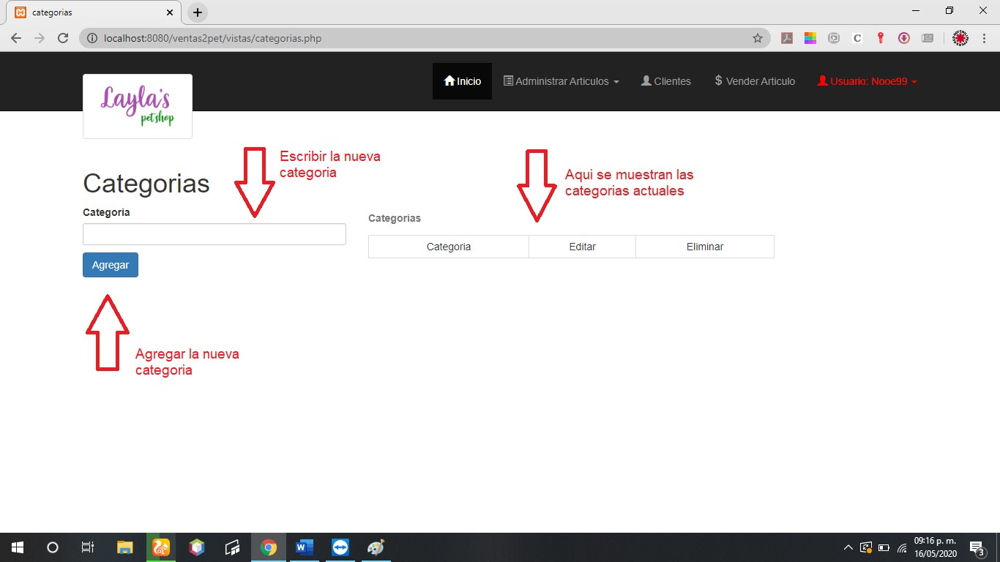 categorias
localhost:8080/ventas2pet/vistas/categorias.php
Layla's
pet shop
Inicio
Administrar Articulos
Clientes
$ Vender Articulo
Usuario: Nooe99
Escribir la nueva
categoria
Aqui se muestran las
categorias actuales
Categorias
Categoria
Categorias
Categoria Editar Eliminar
Agregar
Agregar la nueva
categoria
09:16 p. m.
16/05/2020
3